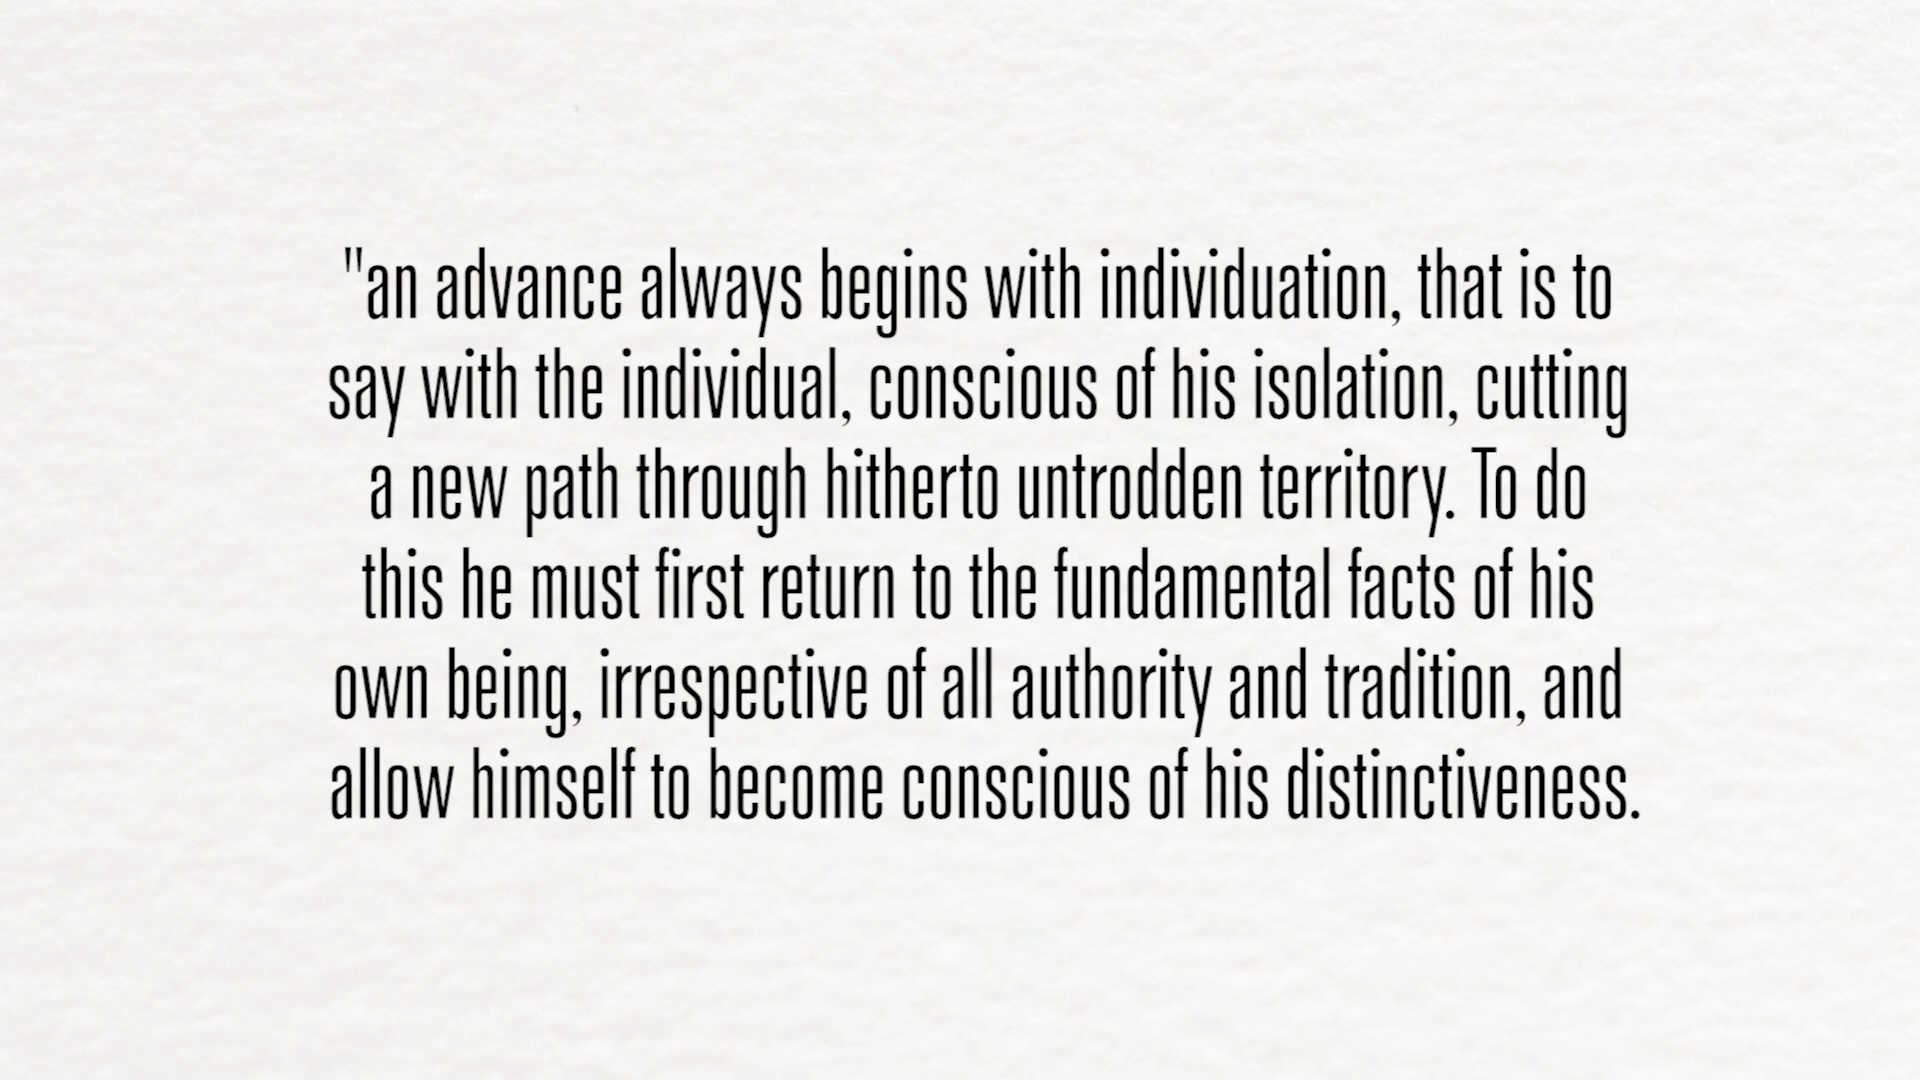 "an advance always begins with individuation, that is to
say with the individual, conscious of his isolation, cutting
a new path through hitherto untrodden territory. To do
this he must first return to the fundamental facts of his
own being, irrespective of all authority and tradition, and
allow himself to become conscious of his distinctiveness.